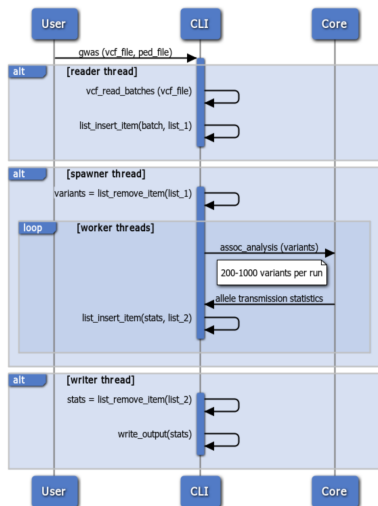 User CLI Core
gwas (vcf_file, ped_file)
alt [reader thread]
vcf_read_batches (vcf_file)
list_insert_item(batch, list_1)
alt [spawner thread]
variants = list_remove_item(list_1)
loop [worker threads]
assoc_analysis (variants)
200-1000 variants per run
allele transmission statistics
list_insert_item(stats, list_2)
alt [writer thread]
stats = list_remove_item(list_2)
write_output(stats)
User CLI Core